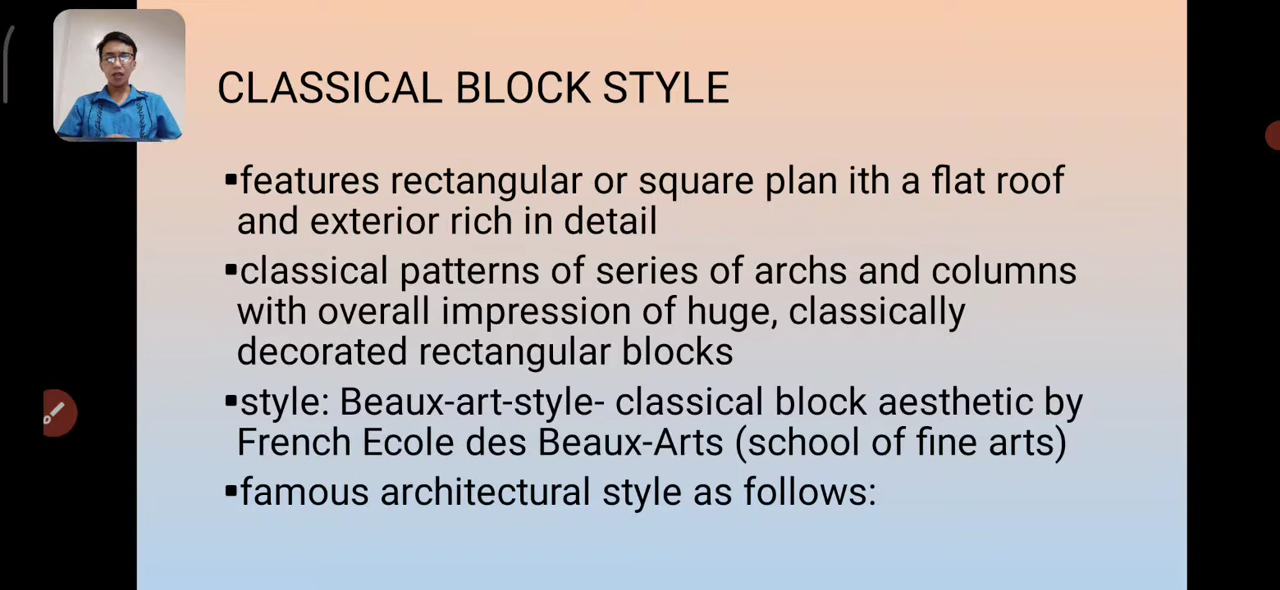 CLASSICAL BLOCK STYLE
▪features rectangular or square plan ith a flat roof
and exterior rich in detail
▪classical patterns of series of archs and columns
with overall impression of huge, classically
decorated rectangular blocks
▪style: Beaux-art-style- classical block aesthetic by
French Ecole des Beaux-Arts (school of fine arts)
▪famous architectural style as follows: